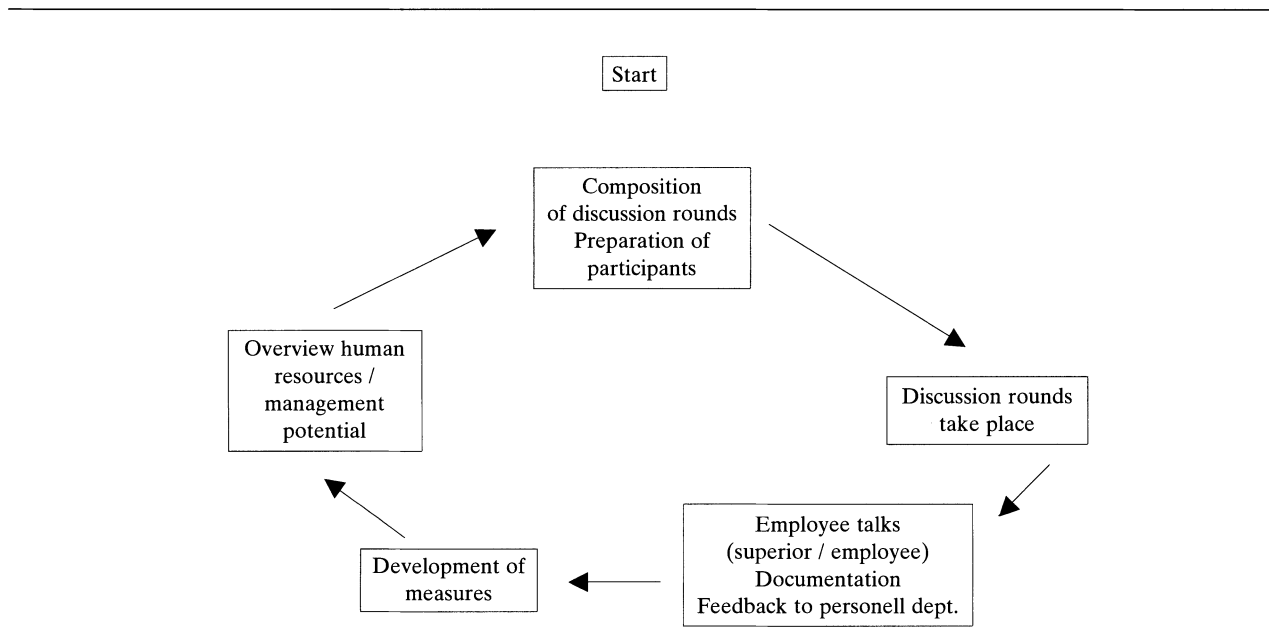 Start
Composition
of discussion rounds
Preparation of
participants
Overview human
resources /
management
potential
Discussion rounds
take place
Employee talks
(superior / employee)
Documentation
Feedback to personell dept.
Development of
measures